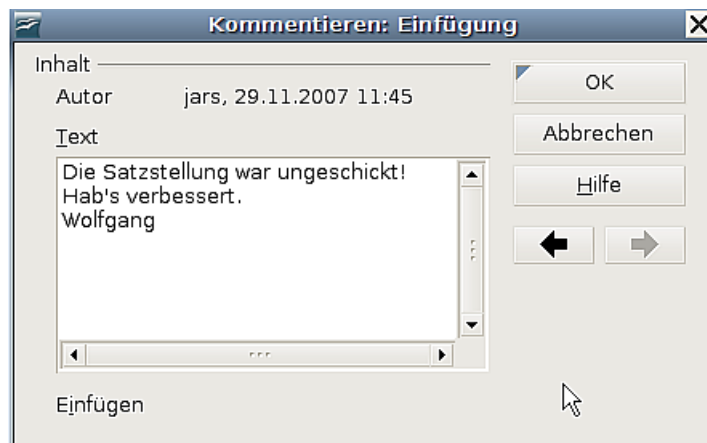 Kommentieren: Einfügung
Inhalt
Autor jars, 29.11.2007 11:45
Text
Die Satzstellung war ungeschickt!
Hab's verbessert.
Wolfgang
Einfügen
OK
Abbrechen
Hilfe